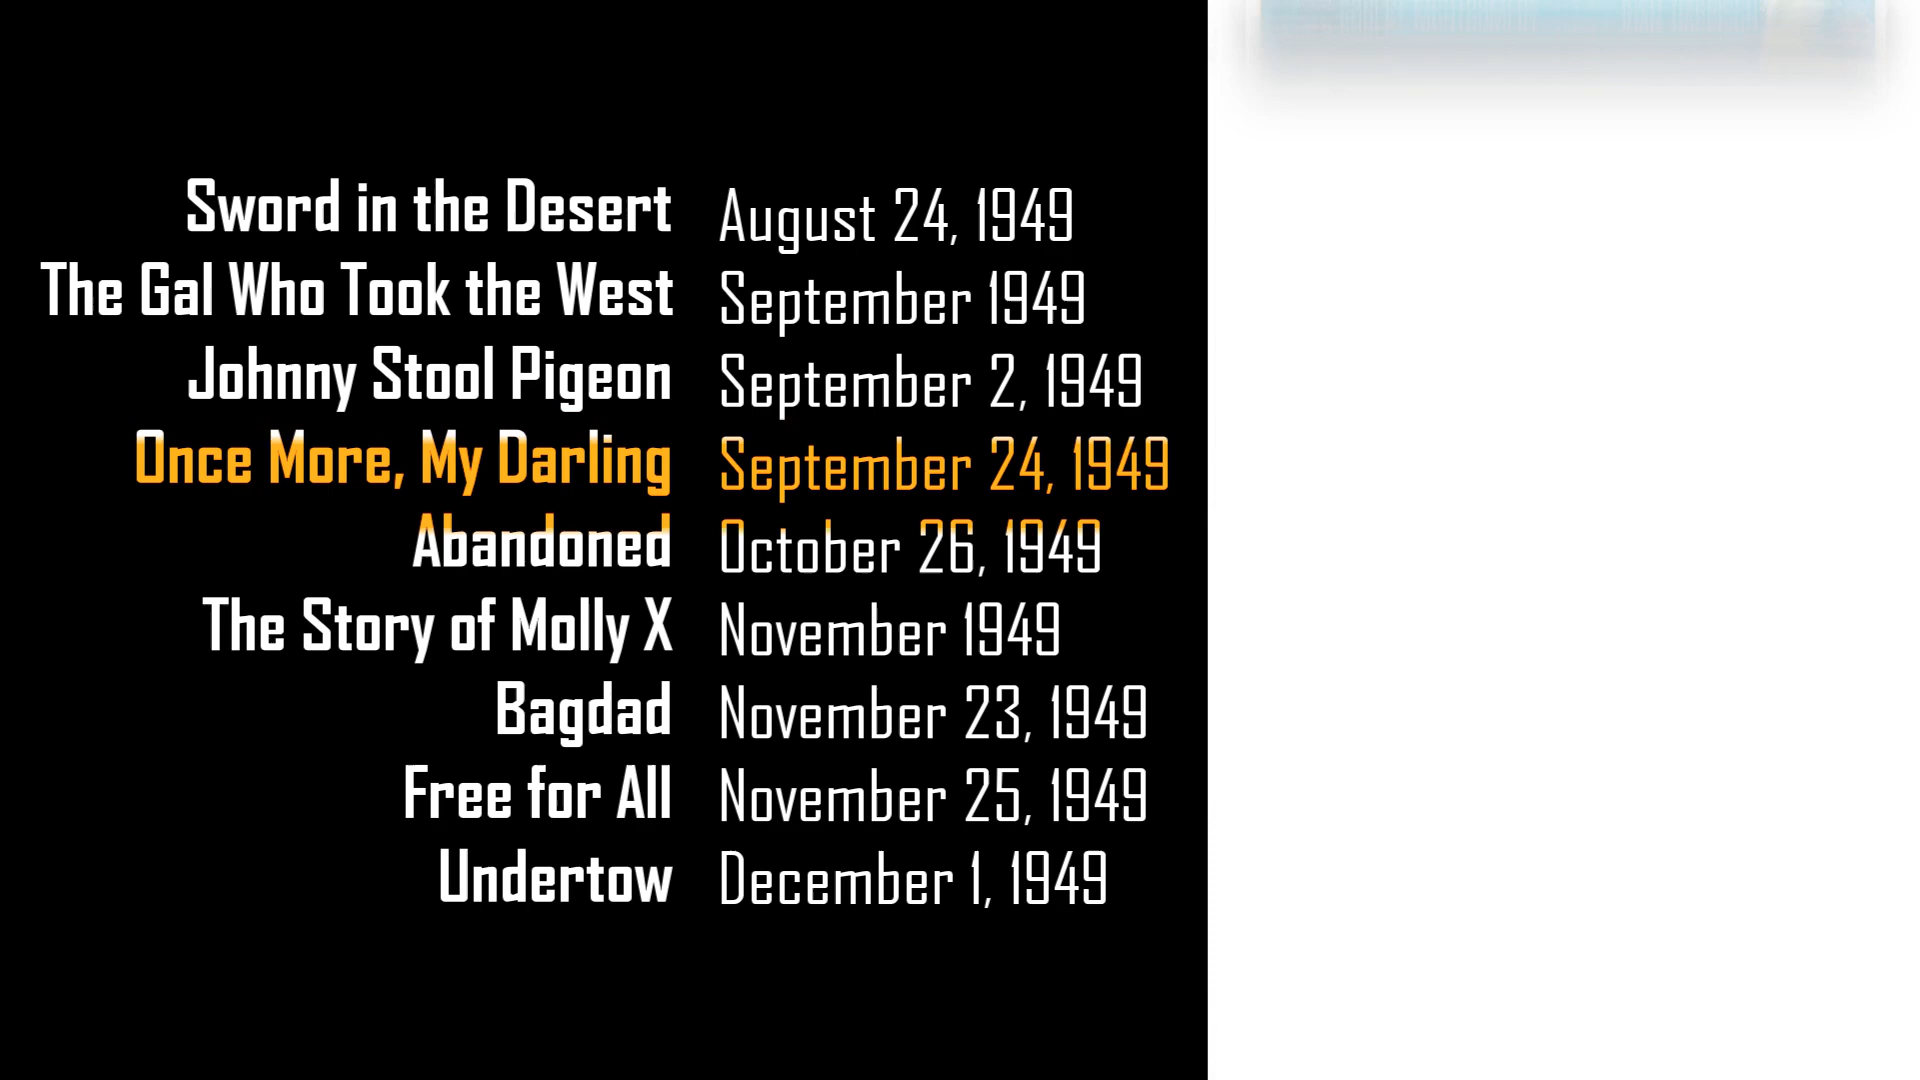 Sword in the Desert August 24, 1949
The Gal Who Took the West September 1949
Johnny Stool Pigeon September 2, 1949
Once More, My Darling September 24, 1949
Abandoned October 26, 1949
The Story of Molly X November 1949
Bagdad November 23, 1949
Free for All November 25, 1949
Undertow December 1, 1949